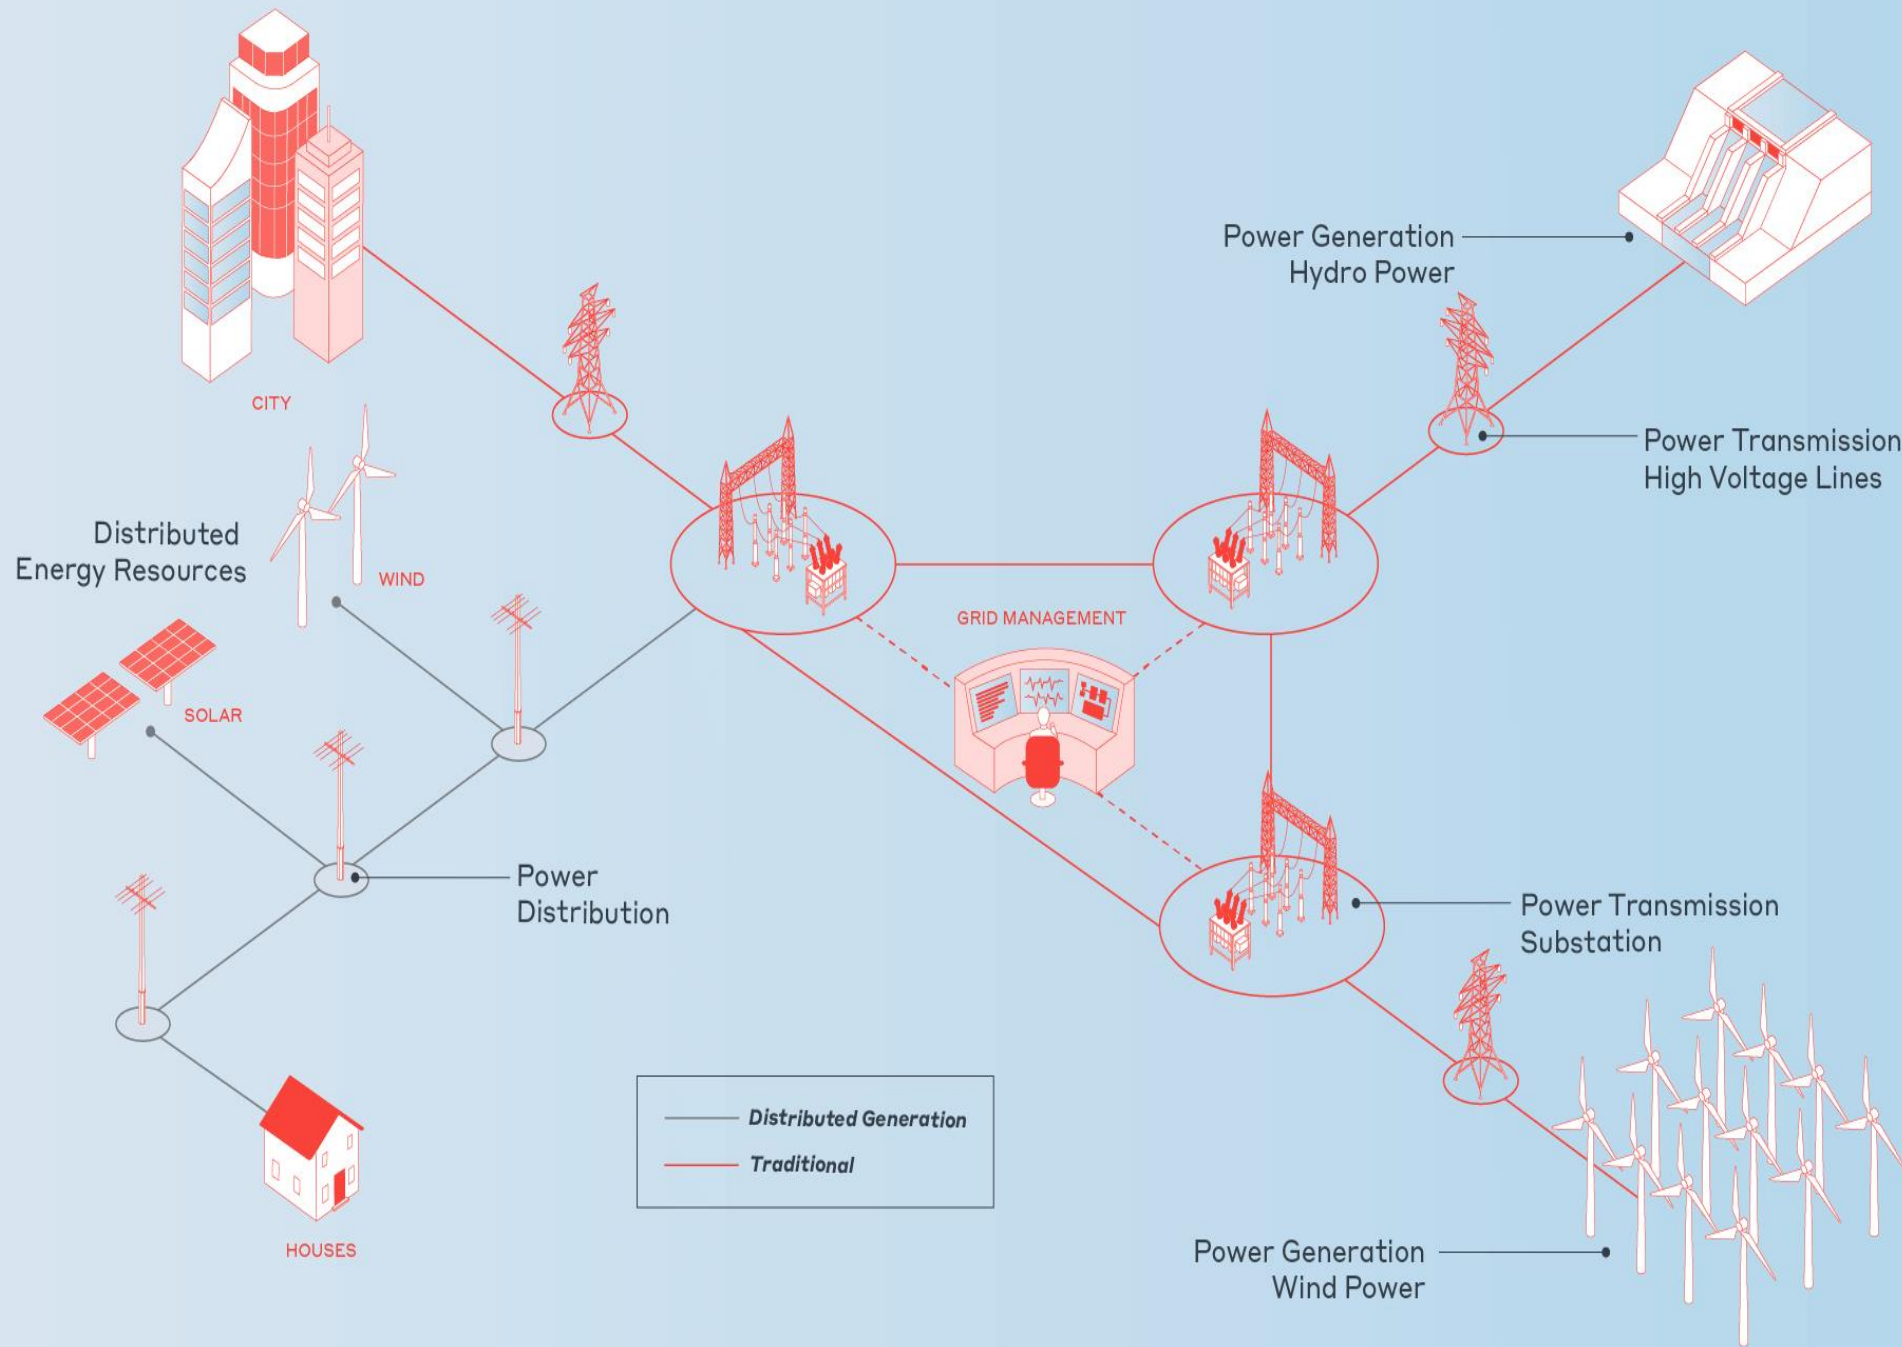 Power Generation
Hydro Power
CITY
Power Transmission
High Voltage Lines
Distributed
Energy Resources
WIND
GRID MANAGEMENT
SOLAR
Power
Distribution
Power Transmission
Substation
Distributed Generation
Traditional
HOUSES
Power Generation
Wind Power